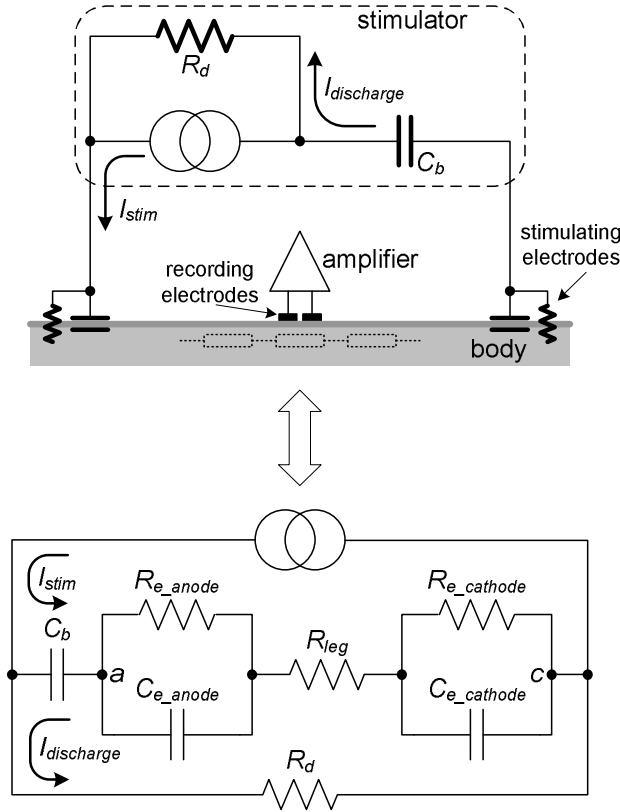 stimulator
R_d
I_discharge
C_b
I_stim
stimulating
electrodes
recording
electrodes
amplifier
body
I_stim
R_e_anode
R_e_cathode
C_b
R_leg
a
c
C_e_anode
C_e_cathode
I_discharge
R_d